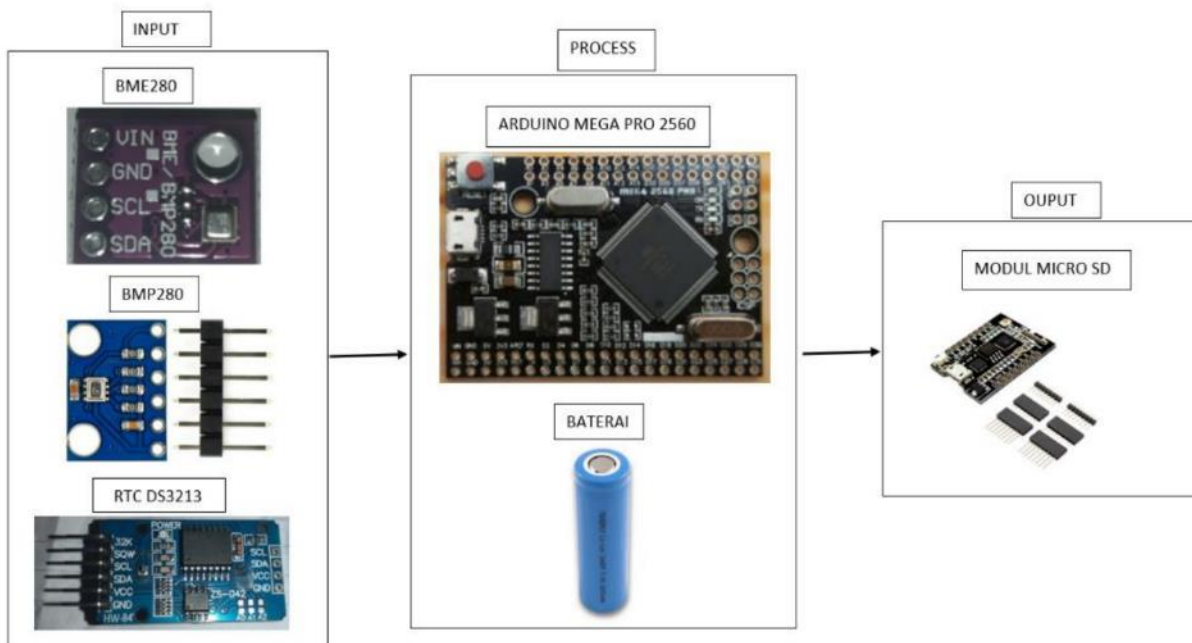 INPUT
BME280
VIN
GND
SCL
SDA
BME/BMP280
BMP280
RTC DS3213
POWER
32K
SQW
SCL
SDA
VCC
GND
SCL
SDA
VCC
GND
ZS-042
PROCESS
ARDUINO MEGA PRO 2560
BATERAI
OUPUT
MODUL MICRO SD